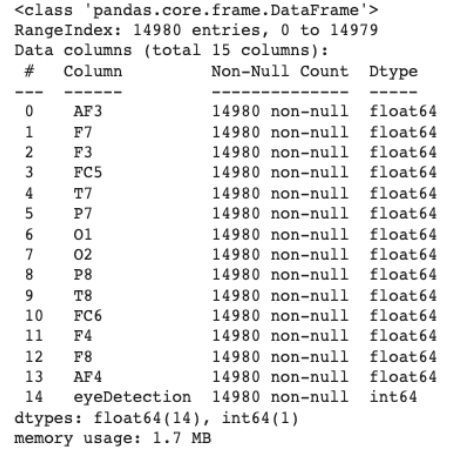 <class 'pandas.core.frame.DataFrame'>
RangeIndex: 14980 entries, 0 to 14979
Data columns (total 15 columns):
 #   Column        Non-Null Count  Dtype
---  ------        --------------  -----
 0   AF3           14980 non-null  float64
 1   F7            14980 non-null  float64
 2   F3            14980 non-null  float64
 3   FC5           14980 non-null  float64
 4   T7            14980 non-null  float64
 5   P7            14980 non-null  float64
 6   O1            14980 non-null  float64
 7   O2            14980 non-null  float64
 8   P8            14980 non-null  float64
 9   T8            14980 non-null  float64
 10  FC6           14980 non-null  float64
 11  F4            14980 non-null  float64
 12  F8            14980 non-null  float64
 13  AF4           14980 non-null  float64
 14  eyeDetection  14980 non-null  int64
dtypes: float64(14), int64(1)
memory usage: 1.7 MB